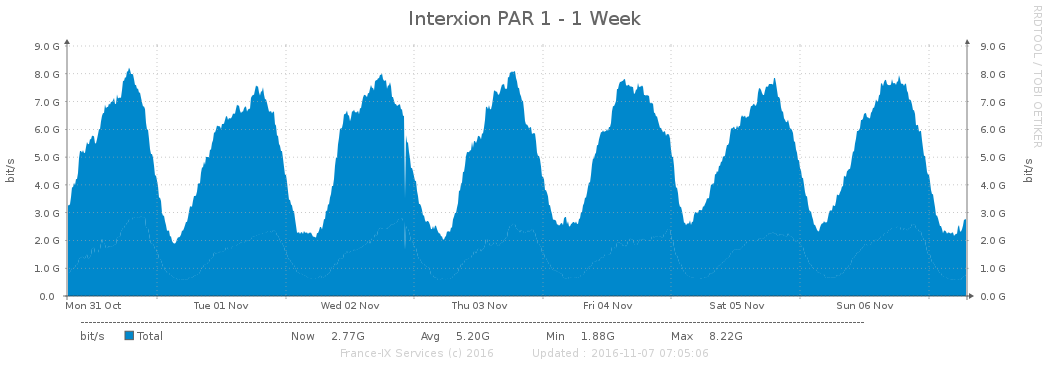 Interxion PAR 1 - 1 Week
RRDTOOL / TOBI OETIKER
bit/s
9.0 G 9.0 G
8.0 G 8.0 G
7.0 G 7.0 G
6.0 G 6.0 G
5.0 G 5.0 G
4.0 G 4.0 G
3.0 G 3.0 G
2.0 G 2.0 G
1.0 G 1.0 G
0.0 0.0 G
bit/s
Mon 31 Oct Tue 01 Nov Wed 02 Nov Thu 03 Nov Fri 04 Nov Sat 05 Nov Sun 06 Nov
bit/s Total Now 2.77G Avg 5.20G Min 1.88G Max 8.22G
France-IX Services (c) 2016 Updated : 2016-11-07 07:05:06